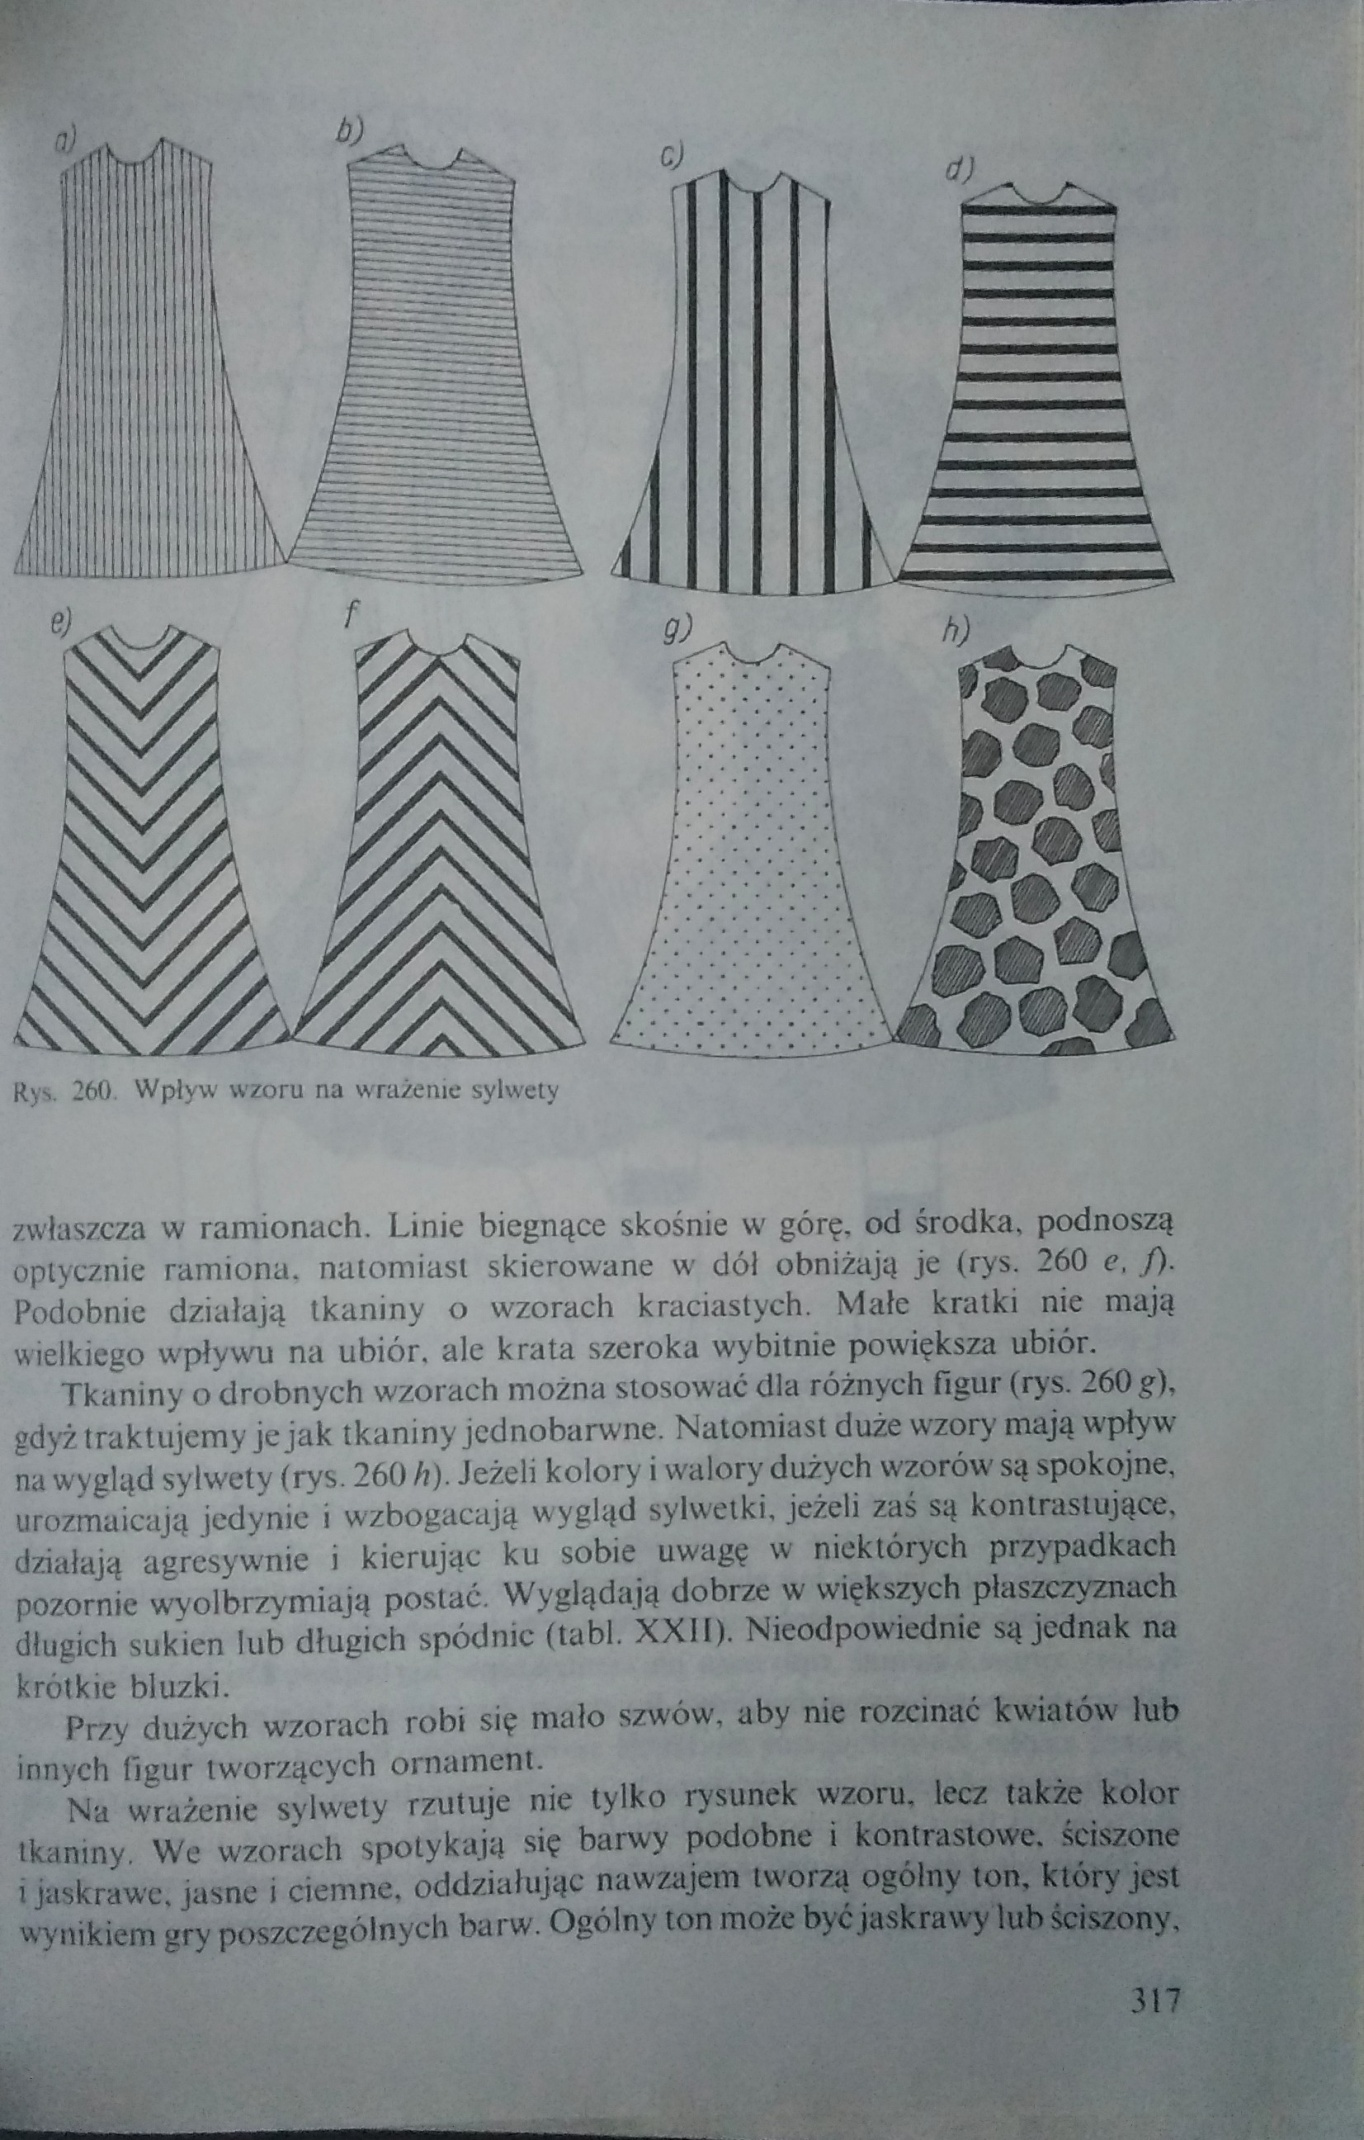 a)
b)
c)
d)
e)
f
g)
h)
Rys. 260. Wpływ wzoru na wrażenie sylwety
zwłaszcza w ramionach. Linie biegnące skośnie w górę, od środka, podnoszą
optycznie ramiona, natomiast skierowane w dół obniżają je (rys. 260 e, f).
Podobnie działają tkaniny o wzorach kraciastych. Małe kratki nie mają
wielkiego wpływu na ubiór, ale krata szeroka wybitnie powiększa ubiór.
Tkaniny o drobnych wzorach można stosować dla różnych figur (rys. 260 g),
gdyż traktujemy je jak tkaniny jednobarwne. Natomiast duże wzory mają wpływ
na wygląd sylwety (rys. 260 h). Jeżeli kolory i walory dużych wzorów są spokojne,
urozmaicają jedynie i wzbogacają wygląd sylwetki, jeżeli zaś są kontrastujące,
działają agresywnie i kierując ku sobie uwagę w niektórych przypadkach
pozornie wyolbrzymiają postać. Wyglądają dobrze w większych płaszczyznach
długich sukien lub długich spódnic (tabl. XXII). Nieodpowiednie są jednak na
krótkie bluzki.
Przy dużych wzorach robi się mało szwów, aby nie rozcinać kwiatów lub
innych figur tworzących ornament.
Na wrażenie sylwety rzutuje nie tylko rysunek wzoru, lecz także kolor
tkaniny. We wzorach spotykają się barwy podobne i kontrastowe, ściszone
i jaskrawe, jasne i ciemne, oddziałując nawzajem tworzą ogólny ton, który jest
wynikiem gry poszczególnych barw. Ogólny ton może być jaskrawy lub ściszony,
317